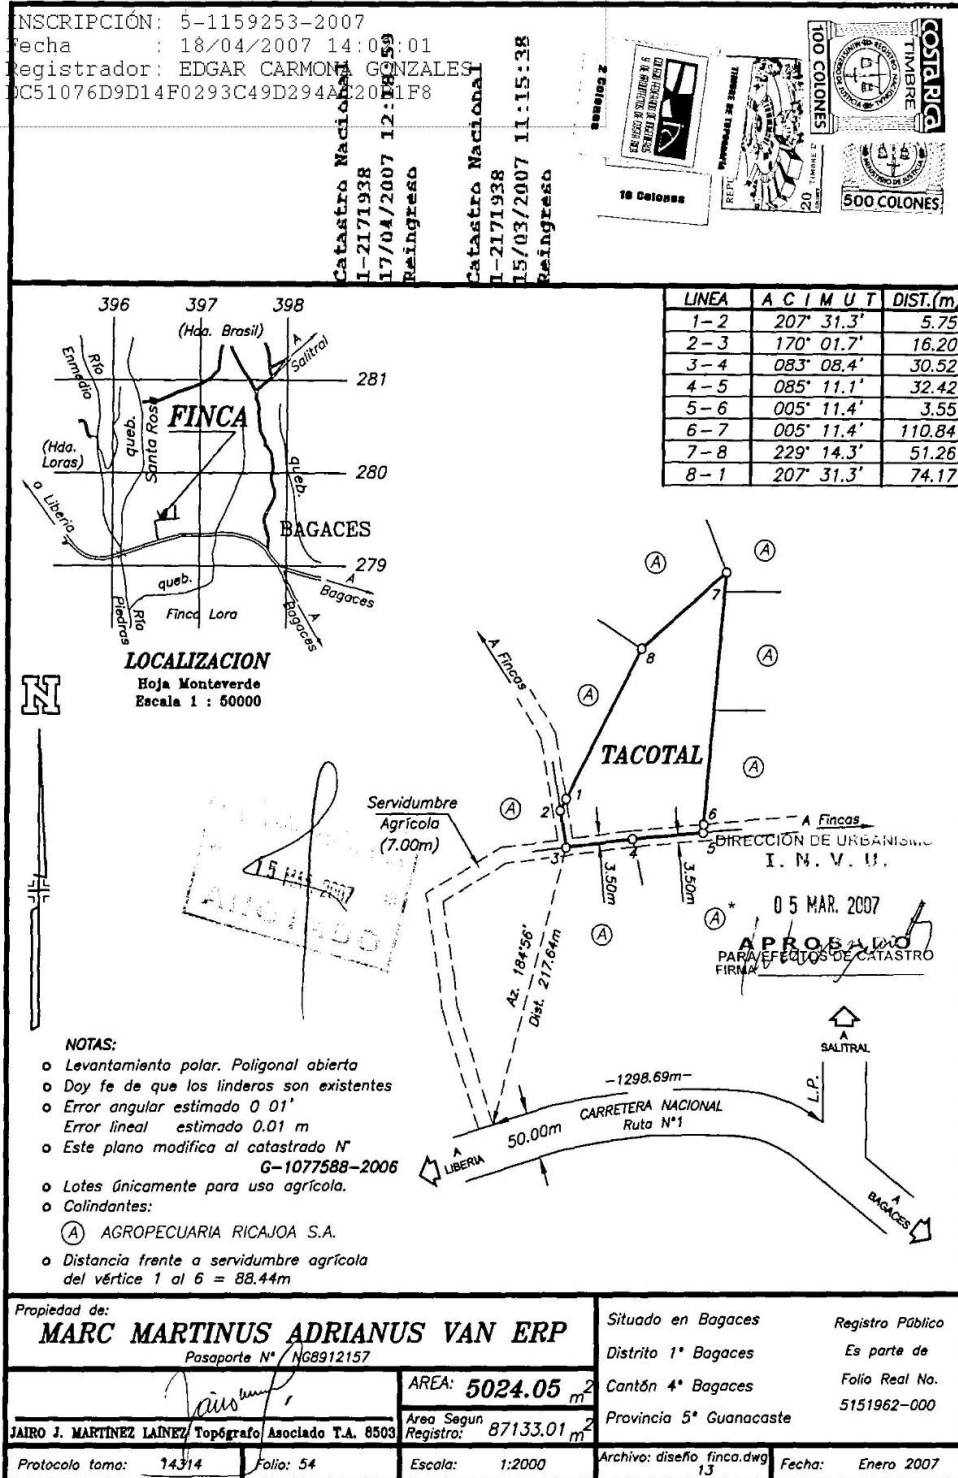 INSCRIPCIÓN: 5-1159253-2007
Fecha : 18/04/2007 14:0 :01
Registrador: EDGAR CARMONA GONZALES
Catastro Nacional
1-2171938
17/04/2007 12:18:59
Reingreso
Catastro Nacional
1-2171938
15/03/2007 11:15:38
Reingreso
2 Colones
10 Colones
TIMBRE DE TOPOGRAFIA
20
100 COLONES
TIMBRE
COSTA RICA
500 COLONES
LINEA A C I M U T DIST.(m)
1-2 207° 31.3' 5.75
2-3 170° 01.7' 16.20
3-4 083° 08.4' 30.52
4-5 085° 11.1' 32.42
5-6 005° 11.4' 3.55
6-7 005° 11.4' 110.84
7-8 229° 14.3' 51.26
8-1 207° 31.3' 74.17
396 397 398
(Hda. Brasil)
A Salitral
Río Enmedio
281
queb. Santa Rosa
FINCA
(Hda. Loras)
280
queb.
a Liberia
BAGACES
279
queb.
A Bagaces
Río Piedras
Finca Lora
A Bagaces
LOCALIZACION
Hoja Monteverde
Escala 1 : 50000
N
A
A
7
8
A
A Fincas
A
TACOTAL
A
1
2
A
Servidumbre
Agrícola
(7.00m)
6
A Fincas
3
4
5
3.50m
3.50m
A
A
DIRECCIÓN DE URBANISMO
I. N. V. U.
05 MAR. 2007
APROBADO
PARA EFECTOS DE CATASTRO
FIRMA
15 MAR 2007
Az. 184°56'
Dist. 217.64m
A
SALITRAL
L.P.
-1298.69m-
CARRETERA NACIONAL
Ruta N°1
50.00m
A
LIBERIA
A
BAGACES
NOTAS:
o Levantamiento polar. Poligonal abierta
o Doy fe de que los linderos son existentes
o Error angular estimado 0 01'
Error lineal estimado 0.01 m
o Este plano modifica al catastrado N°
G-1077588-2006
o Lotes únicamente para uso agrícola.
o Colindantes:
A AGROPECUARIA RICAJOA S.A.
o Distancia frente a servidumbre agrícola
del vértice 1 al 6 = 88.44m
Propiedad de:
MARC MARTINUS ADRIANUS VAN ERP
Pasaporte N° NG8912157
JAIRO J. MARTÍNEZ LAÍNEZ Topógrafo Asociado T.A. 8503
AREA: 5024.05 m2
Area Segun
Registro: 87133.01 m2
Situado en Bagaces
Distrito 1° Bagaces
Cantón 4° Bagaces
Provincia 5° Guanacaste
Registro Público
Es parte de
Folio Real No.
5151962-000
Protocolo tomo: 14314
Folio: 54
Escala: 1:2000
Archivo: diseño finca.dwg
13
Fecha: Enero 2007